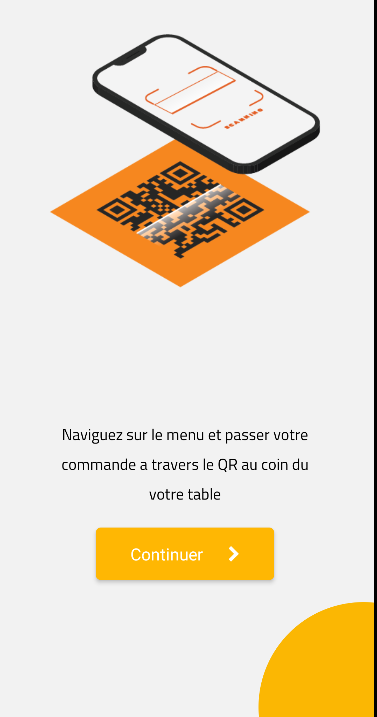 SCANNING
Naviguez sur le menu et passer votre
commande a travers le QR au coin du
votre table
Continuer